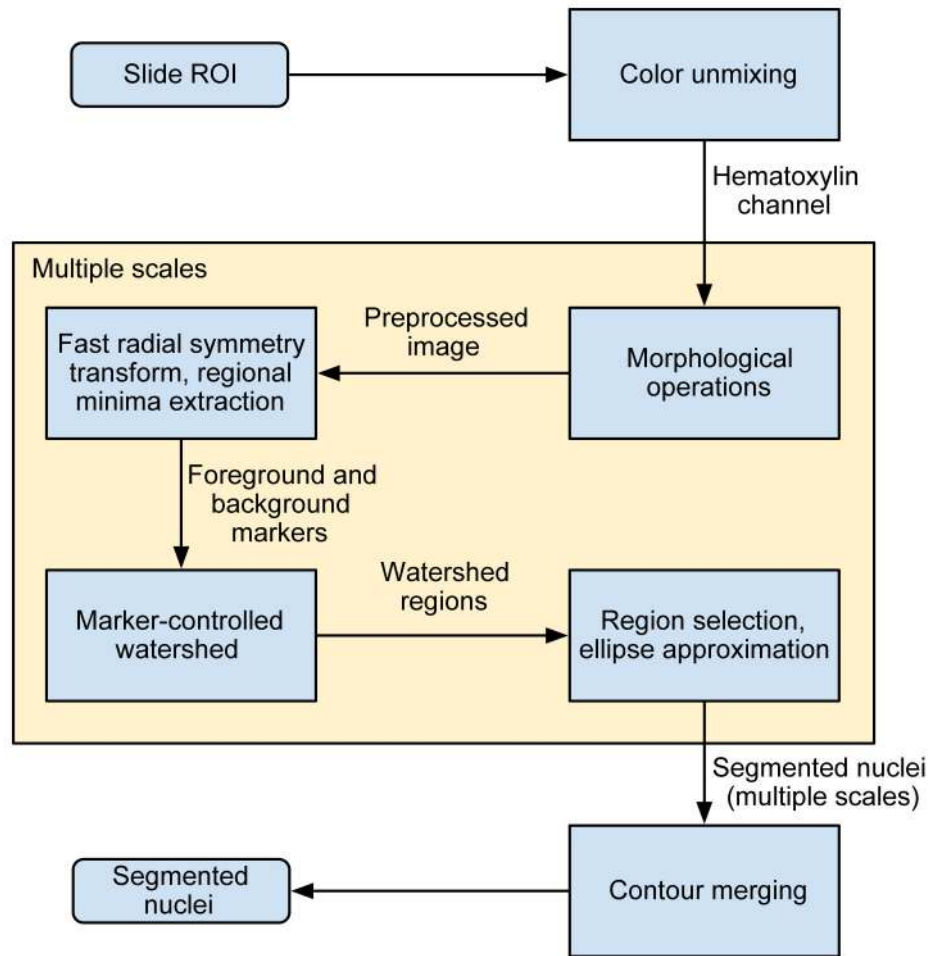 Slide ROI
Color unmixing
Hematoxylin
channel
Multiple scales
Preprocessed
image
Fast radial symmetry
transform, regional
minima extraction
Morphological
operations
Foreground and
background
markers
Watershed
regions
Marker-controlled
watershed
Region selection,
ellipse approximation
Segmented nuclei
(multiple scales)
Segmented
nuclei
Contour merging